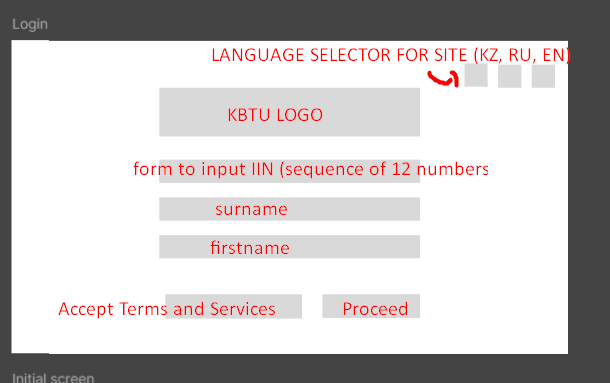 Login
LANGUAGE SELECTOR FOR SITE (KZ, RU, EN)
KBTU LOGO
form to input IIN (sequence of 12 numbers
surname
firstname
Accept Terms and Services
Proceed
Initial screen